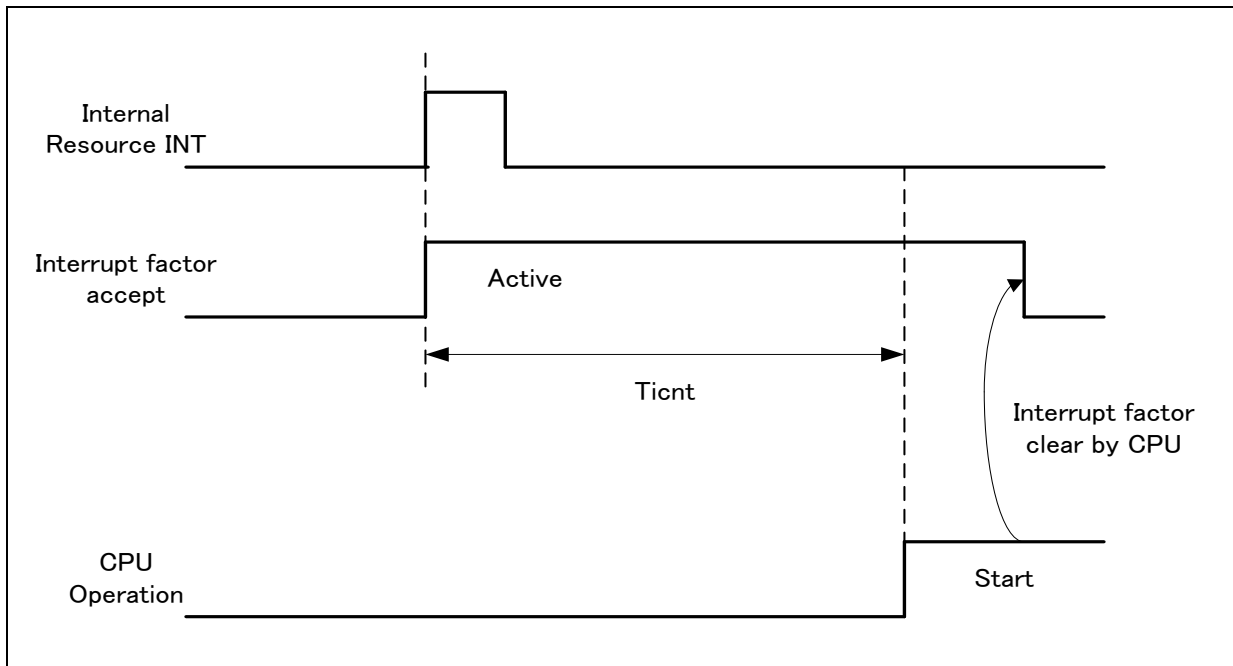 Internal
Resource INT
Interrupt factor
accept
Active
Ticnt
Interrupt factor
clear by CPU
CPU
Operation
Start